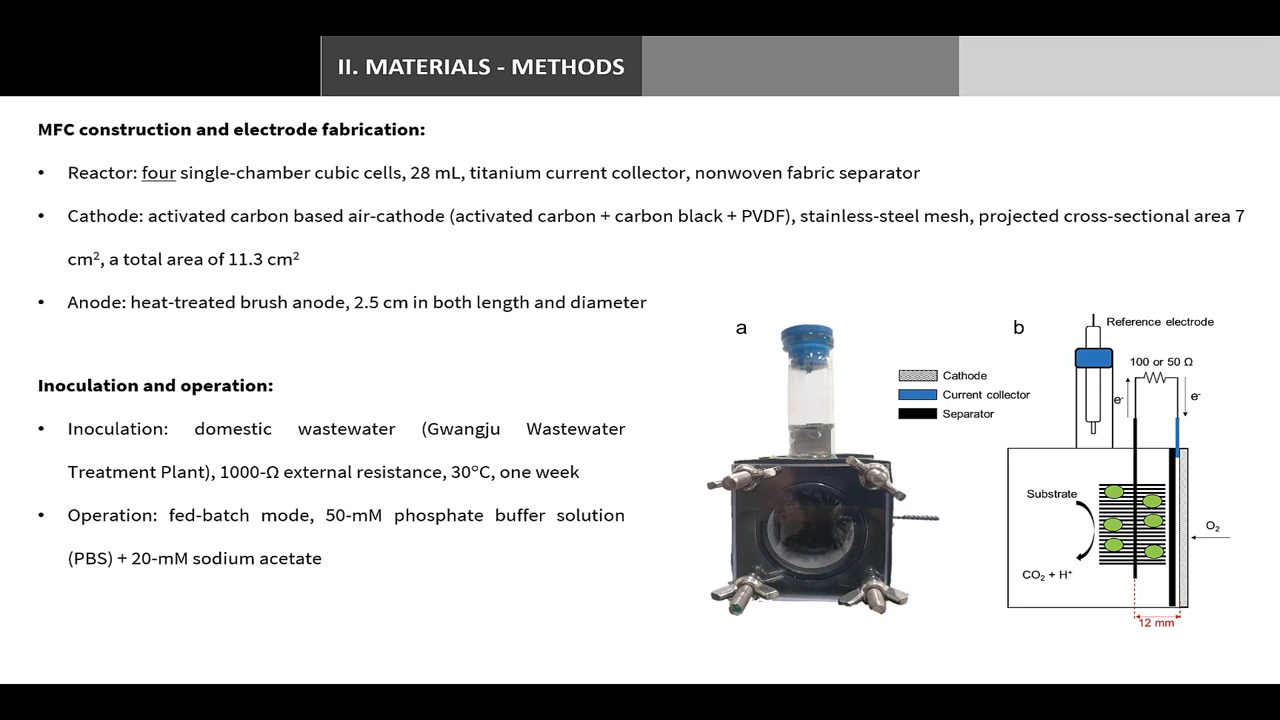 II. MATERIALS - METHODS
MFC construction and electrode fabrication:
• Reactor: four single-chamber cubic cells, 28 mL, titanium current collector, nonwoven fabric separator
• Cathode: activated carbon based air-cathode (activated carbon + carbon black + PVDF), stainless-steel mesh, projected cross-sectional area 7
cm², a total area of 11.3 cm²
• Anode: heat-treated brush anode, 2.5 cm in both length and diameter
Inoculation and operation:
• Inoculation: domestic wastewater (Gwangju Wastewater
Treatment Plant), 1000-Ω external resistance, 30°C, one week
• Operation: fed-batch mode, 50-mM phosphate buffer solution
(PBS) + 20-mM sodium acetate
a
Cathode
Current collector
Separator
b
Reference electrode
100 or 50 Ω
e⁻
e⁻
Substrate
O₂
CO₂ + H⁺
12 mm